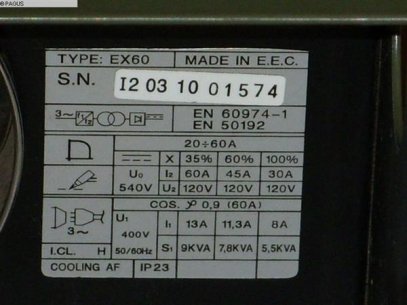 ©PAGUS
TYPE: EX60 MADE IN E.E.C.
S.N. I2 03 10 01574
3~ f1/f2 EN 60974-1
EN 50192
20÷60A
X 35% 60% 100%
U₀ I₂ 60A 45A 30A
540V U₂ 120V 120V 120V
COS. φ 0,9 (60A)
U₁ I₁ 13A 11,3A 8A
3~ 400V
I.CL. H 50/60Hz S₁ 9KVA 7,8KVA 5,5KVA
COOLING AF IP23